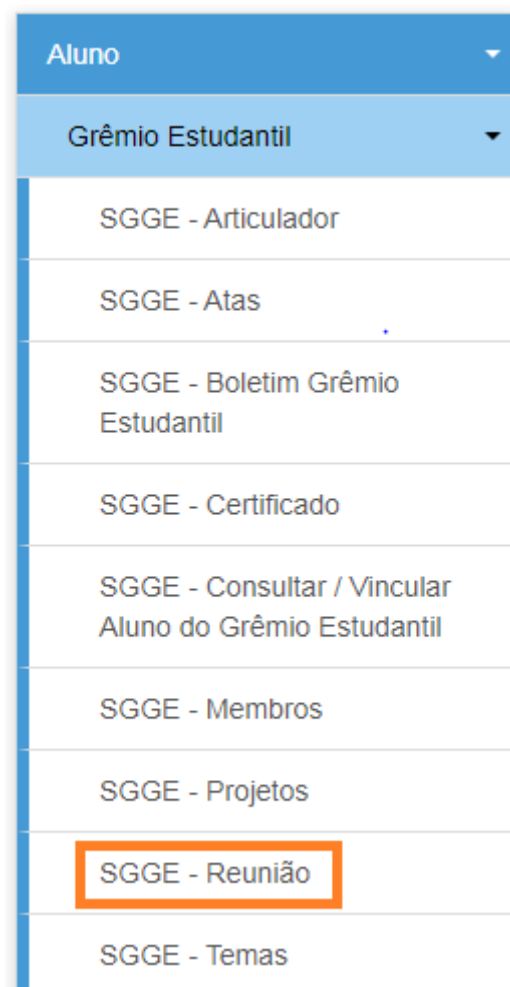 Aluno
Grêmio Estudantil
SGGE - Articulador
SGGE - Atas
SGGE - Boletim Grêmio
Estudantil
SGGE - Certificado
SGGE - Consultar / Vincular
Aluno do Grêmio Estudantil
SGGE - Membros
SGGE - Projetos
SGGE - Reunião
SGGE - Temas